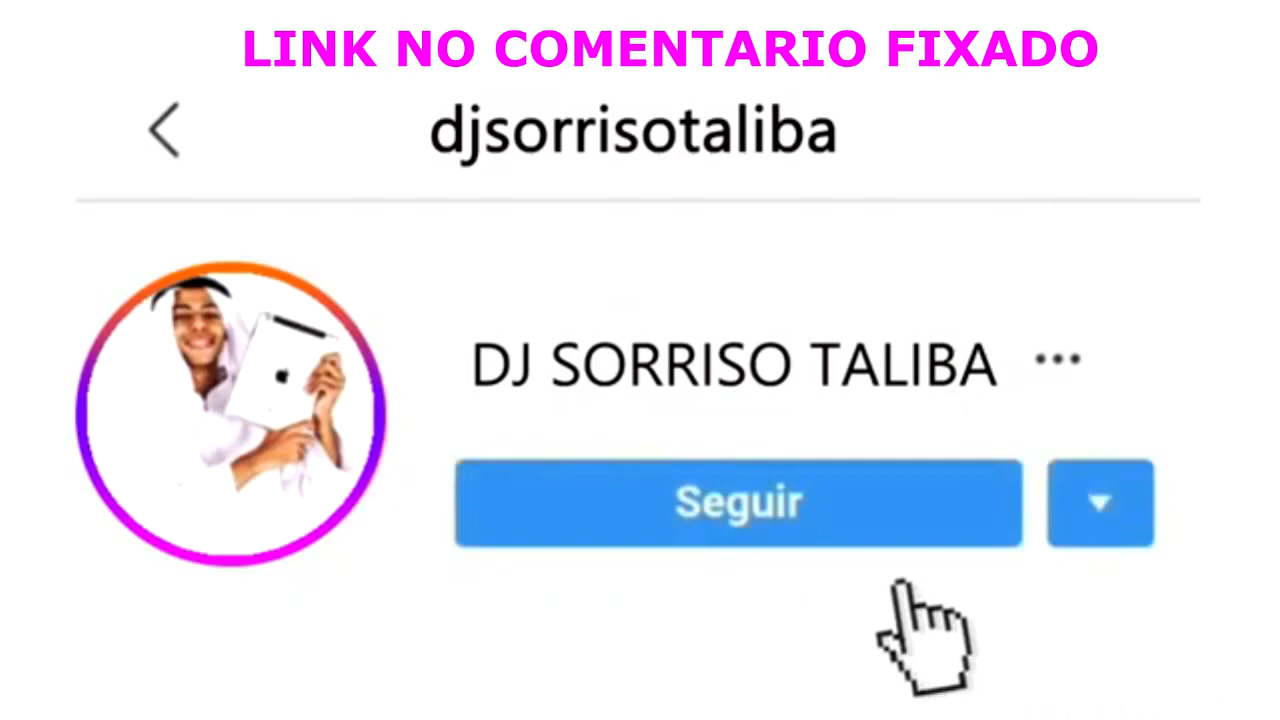 LINK NO COMENTARIO FIXADO
djsorrisotaliba
DJ SORRISO TALIBA ...
Seguir